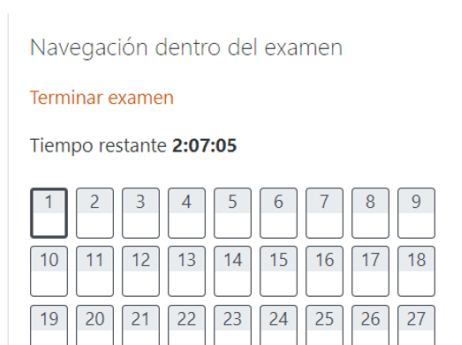 Navegación dentro del examen
Terminar examen
Tiempo restante 2:07:05
1 2 3 4 5 6 7 8 9
10 11 12 13 14 15 16 17 18
19 20 21 22 23 24 25 26 27